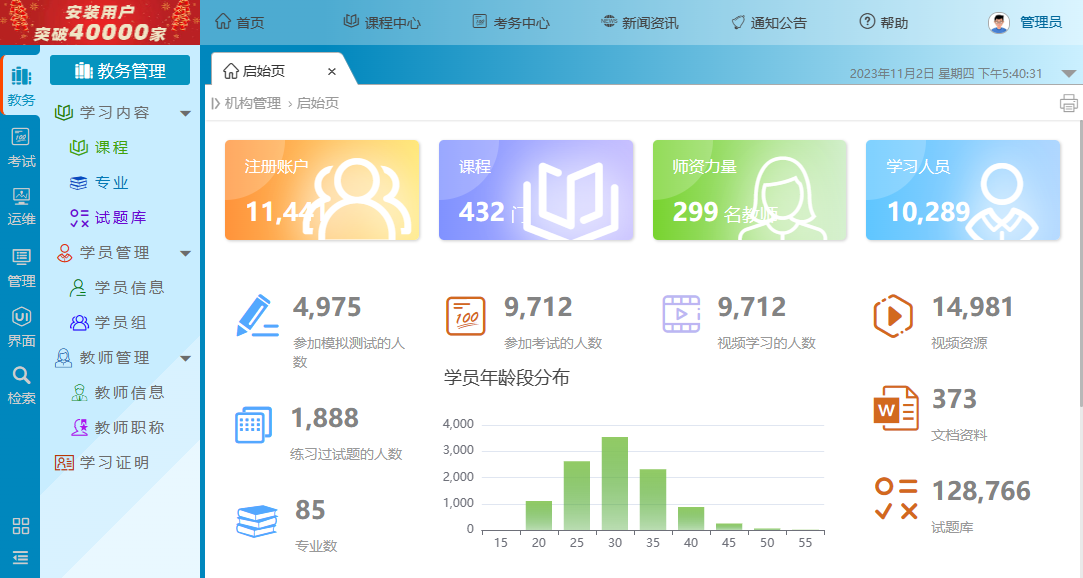 安装用户
突破40000家
首页
课程中心
考务中心
新闻资讯
通知公告
帮助
管理员
教务
考试
运维
管理
界面
检索
教务管理
学习内容
课程
专业
试题库
学员管理
学员信息
学员组
教师管理
教师信息
教师职称
学习证明
启始页
2023年11月2日 星期四 下午5:40:31
机构管理 › 启始页
注册账户
11,44
课程
432 门
师资力量
299 名教师
学习人员
10,289
4,975
参加模拟测试的人
数
9,712
参加考试的人数
9,712
视频学习的人数
14,981
视频资源
1,888
练习过试题的人数
85
专业数
学员年龄段分布
4,000
3,000
2,000
1,000
0
15 20 25 30 35 40 45 50 55
373
文档资料
128,766
试题库